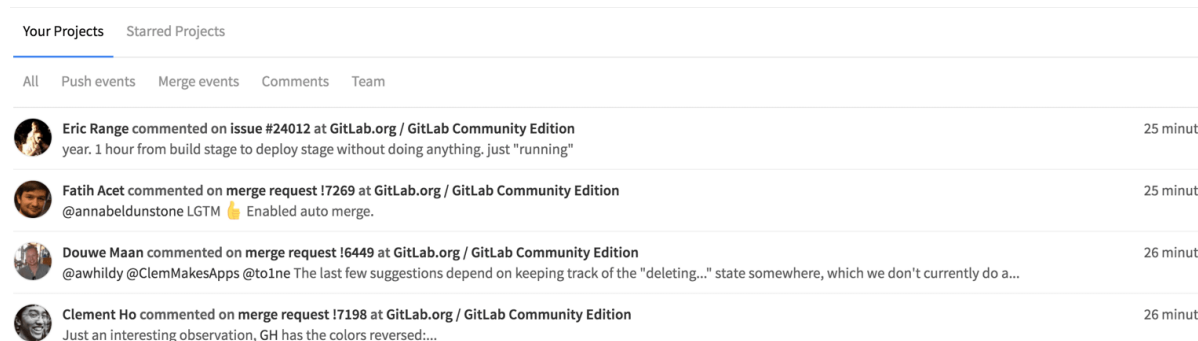 Your Projects Starred Projects
All Push events Merge events Comments Team
Eric Range commented on issue #24012 at GitLab.org / GitLab Community Edition 25 minut
year. 1 hour from build stage to deploy stage without doing anything. just "running"
Fatih Acet commented on merge request !7269 at GitLab.org / GitLab Community Edition 25 minut
@annabeldunstone LGTM 👍 Enabled auto merge.
Douwe Maan commented on merge request !6449 at GitLab.org / GitLab Community Edition 26 minut
@awhildy @ClemMakesApps @to1ne The last few suggestions depend on keeping track of the "deleting..." state somewhere, which we don't currently do a...
Clement Ho commented on merge request !7198 at GitLab.org / GitLab Community Edition 26 minut
Just an interesting observation, GH has the colors reversed:...